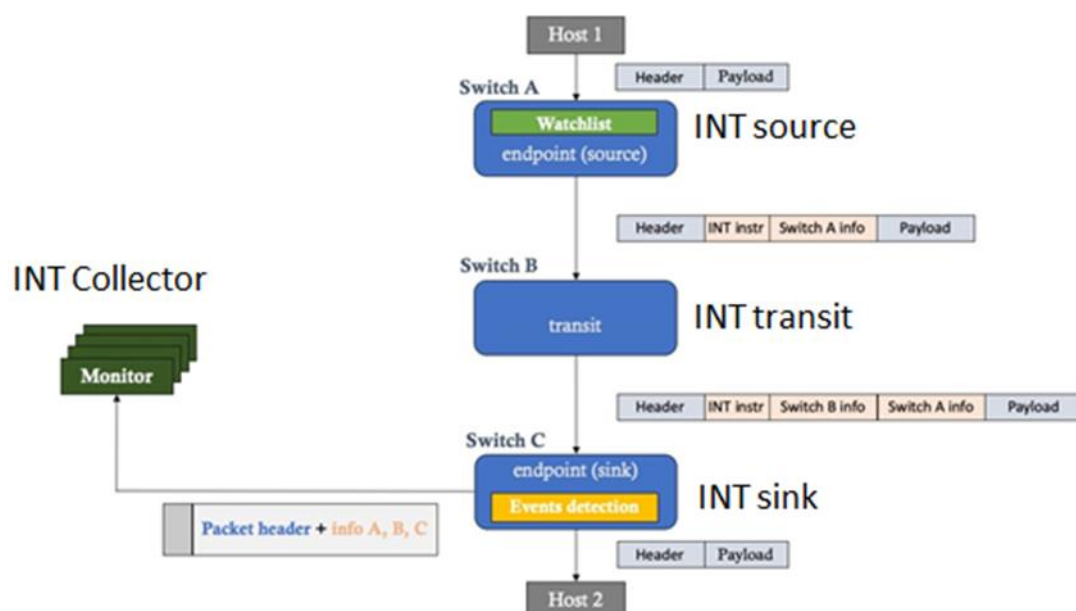 Host 1
Header Payload
Switch A
Watchlist
endpoint (source)
INT source
Header INT instr Switch A info Payload
Switch B
INT Collector
transit
INT transit
Monitor
Header INT instr Switch B info Switch A info Payload
Switch C
endpoint (sink)
Events detection
INT sink
Packet header + info A, B, C
Header Payload
Host 2